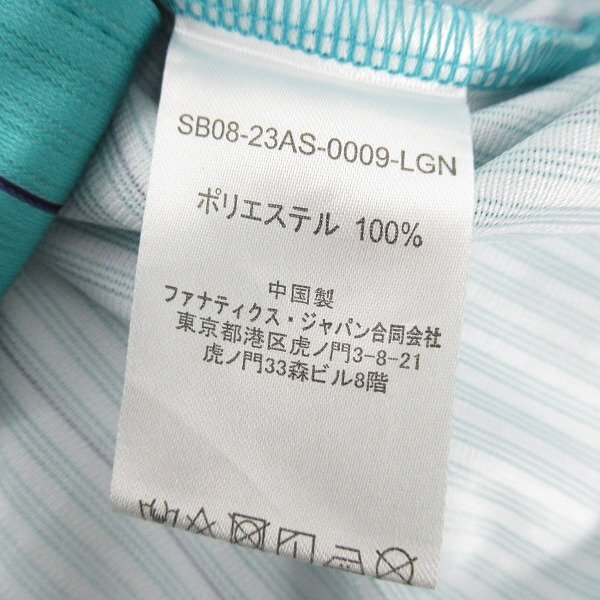 SB08-23AS-0009-LGN
ポリエステル 100%
中国製
ファナティクス・ジャパン合同会社
東京都港区虎ノ門3-8-21
虎ノ門33森ビル8階